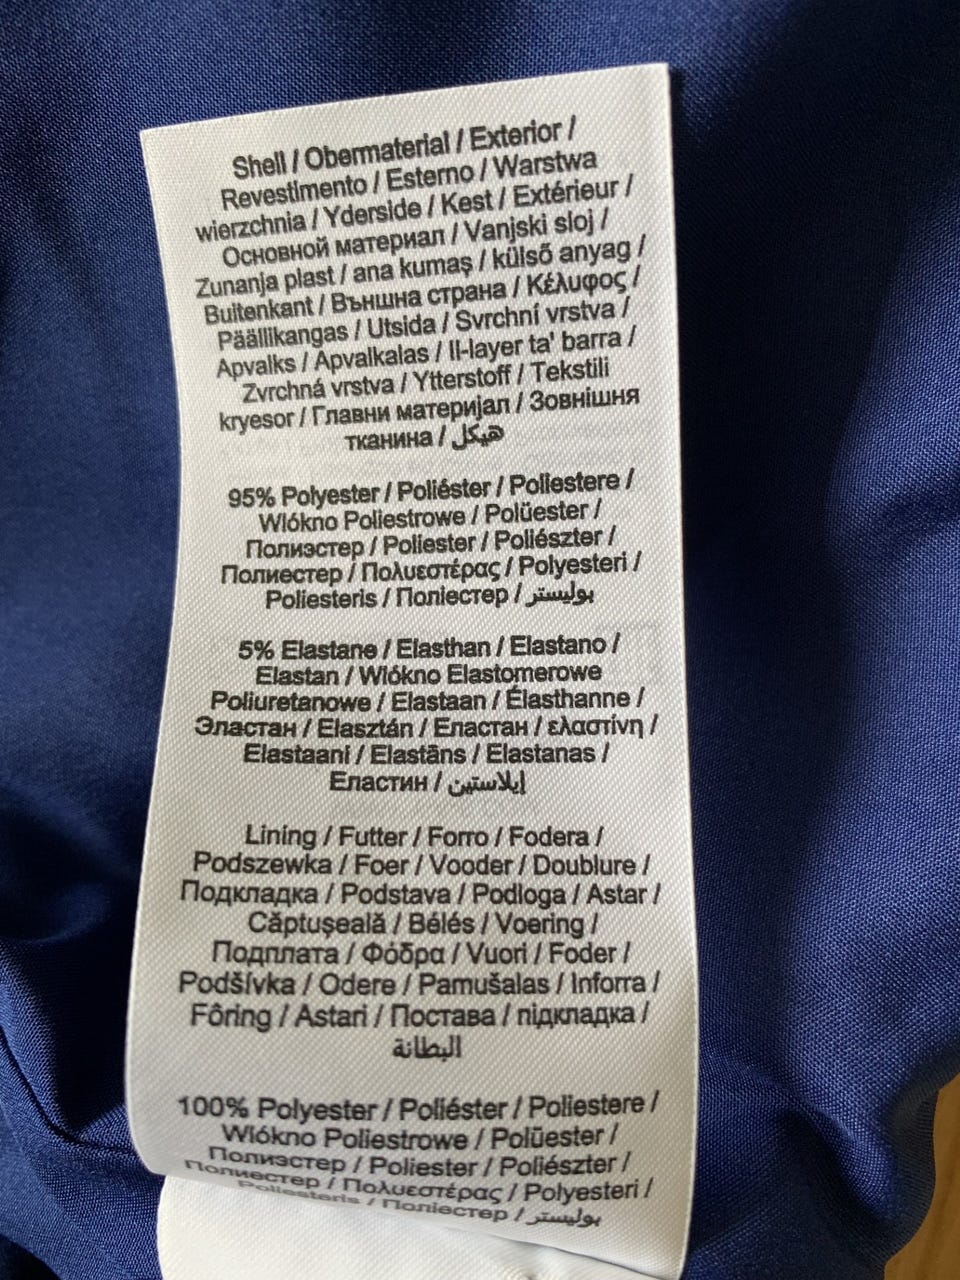 Shell / Obermaterial / Exterior /
Revestimento / Esterno / Warstwa
wierzchnia / Yderside / Kest / Extérieur /
Основной материал / Vanjski sloj /
Zunanja plast / ana kumaş / külső anyag /
Buitenkant / Външна страна / Κέλυφος /
Päällikangas / Utsida / Svrchní vrstva /
Apvalks / Apvalkalas / Il-layer ta' barra /
Zvrchná vrstva / Ytterstoff / Tekstili
kryesor / Главни материјал / Зовнішня
тканина / هيكل
95% Polyester / Poliéster / Poliestere /
Wlókno Poliestrowe / Polüester /
Полиэстер / Poliester / Poliészter /
Полиестер / Πολυεστέρας / Polyesteri /
Poliesteris / Поліестер / بوليستر
5% Elastane / Elasthan / Elastano /
Elastan / Wlókno Elastomerowe
Poliuretanowe / Elastaan / Élasthanne /
Эластан / Elasztán / Еластан / ελαστίνη /
Elastaani / Elastāns / Elastanas /
Еластин / إيلاستين
Lining / Futter / Forro / Fodera /
Podszewka / Foer / Vooder / Doublure /
Подкладка / Podstava / Podloga / Astar /
Căptușeală / Bélés / Voering /
Подплата / Φόδρα / Vuori / Foder /
Podšívka / Odere / Pamušalas / Inforra /
Fôring / Astari / Постава / підкладка /
البطانة
100% Polyester / Poliéster / Poliestere /
Wlókno Poliestrowe / Polüester /
Полиэстер / Poliester / Poliészter /
Полиестер / Πολυεστέρας / Polyesteri /
Poliesteris / Поліестер / بوليستر